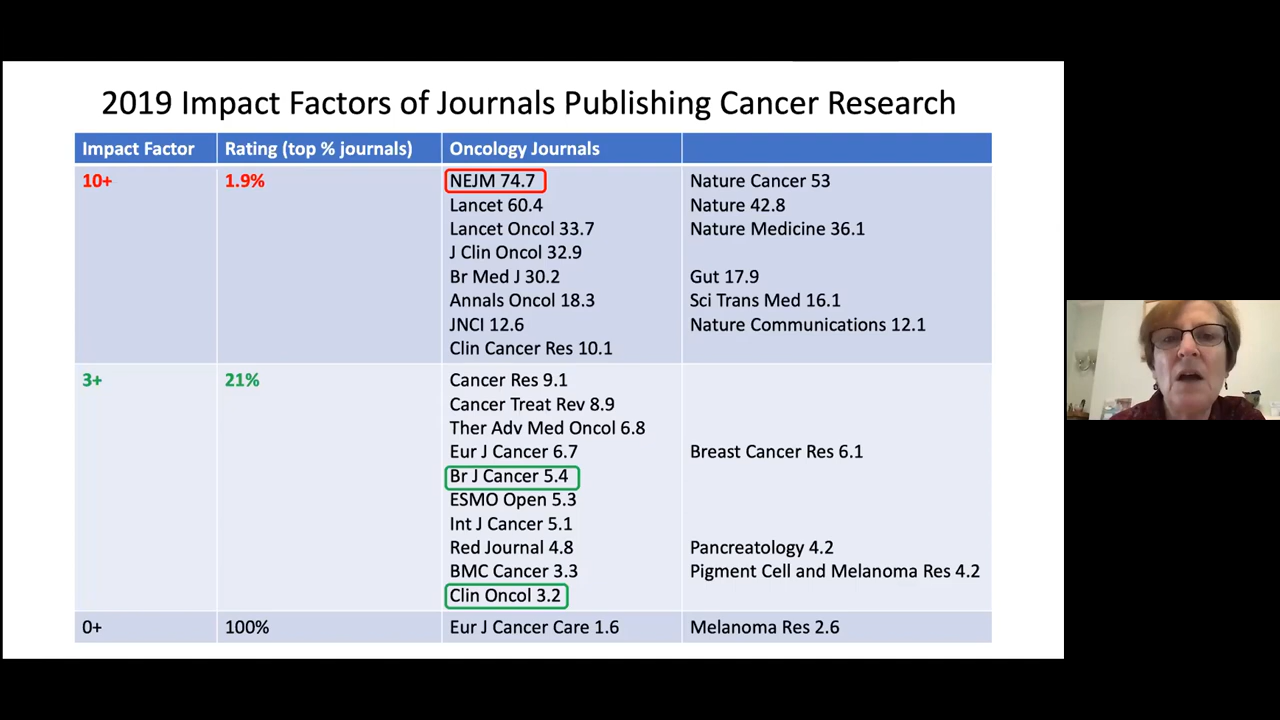 2019 Impact Factors of Journals Publishing Cancer Research
Impact Factor Rating (top % journals) Oncology Journals
10+ 1.9% NEJM 74.7 Nature Cancer 53
Lancet 60.4 Nature 42.8
Lancet Oncol 33.7 Nature Medicine 36.1
J Clin Oncol 32.9
Br Med J 30.2 Gut 17.9
Annals Oncol 18.3 Sci Trans Med 16.1
JNCI 12.6 Nature Communications 12.1
Clin Cancer Res 10.1
3+ 21% Cancer Res 9.1
Cancer Treat Rev 8.9
Ther Adv Med Oncol 6.8
Eur J Cancer 6.7 Breast Cancer Res 6.1
Br J Cancer 5.4
ESMO Open 5.3
Int J Cancer 5.1
Red Journal 4.8 Pancreatology 4.2
BMC Cancer 3.3 Pigment Cell and Melanoma Res 4.2
Clin Oncol 3.2
0+ 100% Eur J Cancer Care 1.6 Melanoma Res 2.6